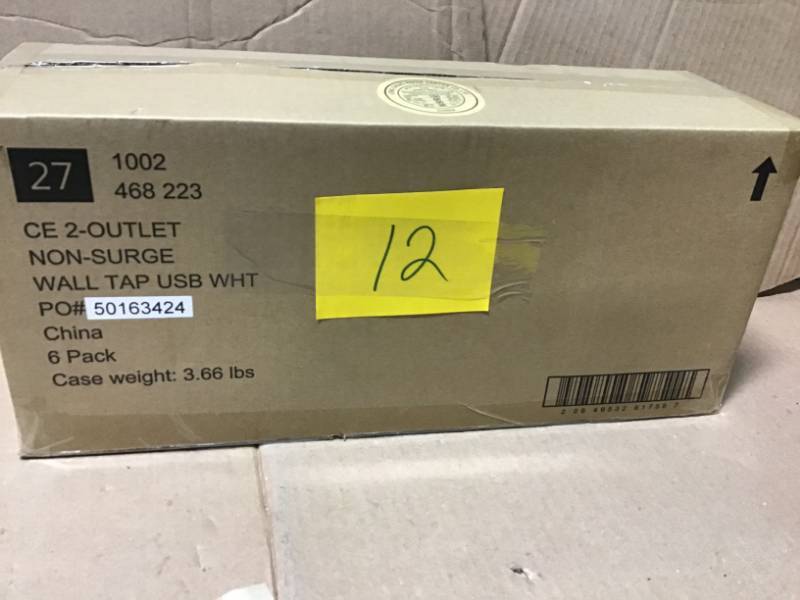 27
1002
468 223
CE 2-OUTLET
NON-SURGE
WALL TAP USB WHT
PO# 50163424
China
6 Pack
Case weight: 3.66 lbs
12